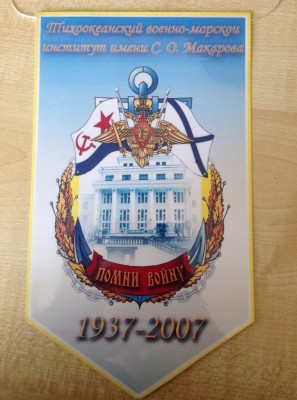 Тихоокеанский военно-морской
институт имени С. О. Макарова
ПОМНИ ВОЙНУ
1937-2007